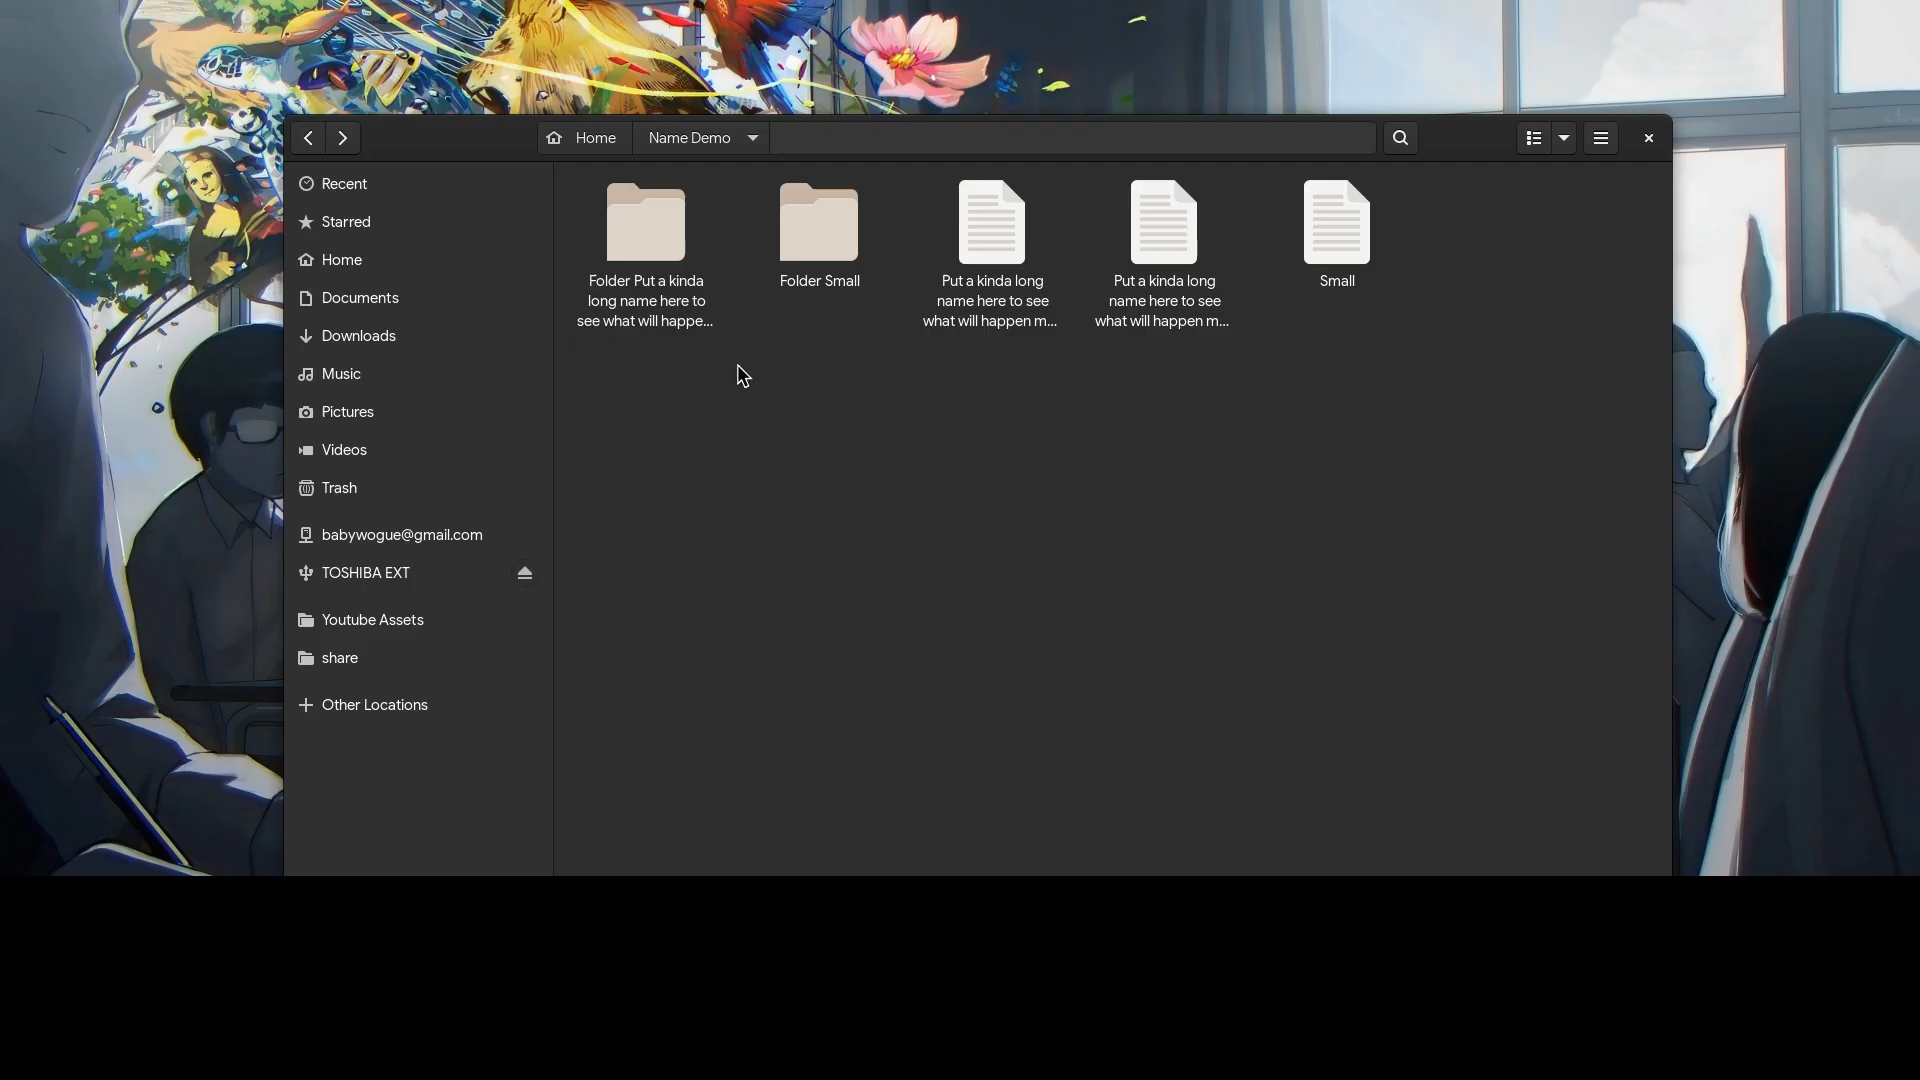 Home
Name Demo
Recent
Starred
Home
Documents
Downloads
Music
Pictures
Videos
Trash
babywogue@gmail.com
TOSHIBA EXT
Youtube Assets
share
Other Locations
Folder Put a kinda
long name here to
see what will happe...
Folder Small
Put a kinda long
name here to see
what will happen m...
Put a kinda long
name here to see
what will happen m...
Small